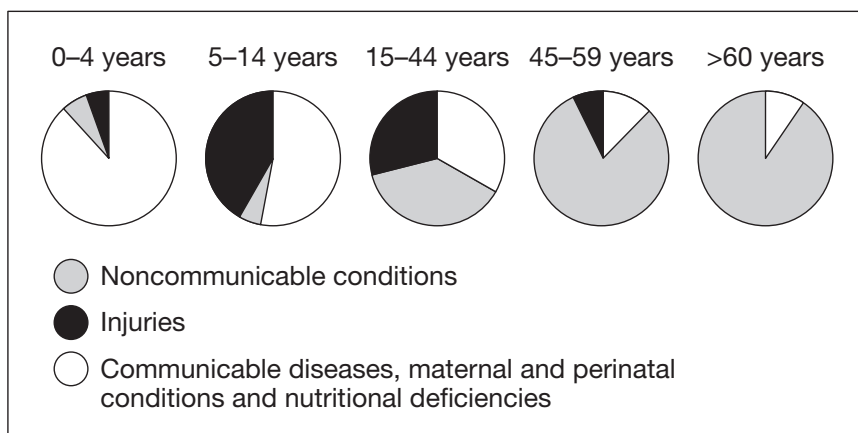 0–4 years 5–14 years 15–44 years 45–59 years >60 years
Noncommunicable conditions
Injuries
Communicable diseases, maternal and perinatal
conditions and nutritional deficiencies